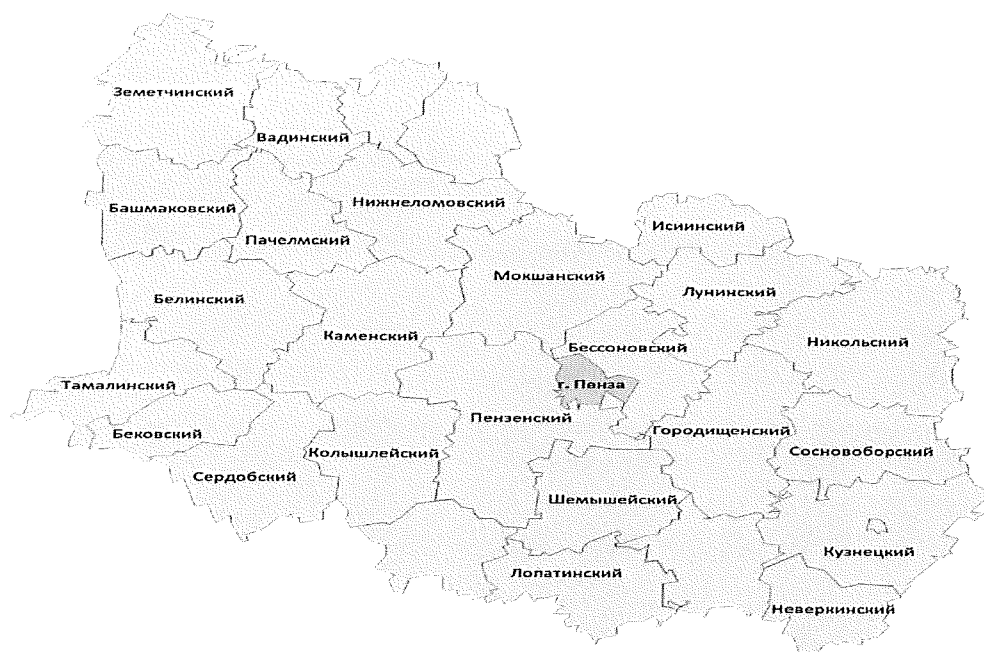 Земетчинский
Вадинский
Башмаковский
Нижнеломовский
Исиинский
Пачелмский
Мокшанский
Лунинский
Белинский
Каменский
Бессоновский
Никольский
Тамалинский
г. Пенза
Пензенский
Бековский
Городищенский
Колышлейский
Сосновоборский
Сердобский
Шемышейский
Кузнецкий
Лопатинский
Неверкинский